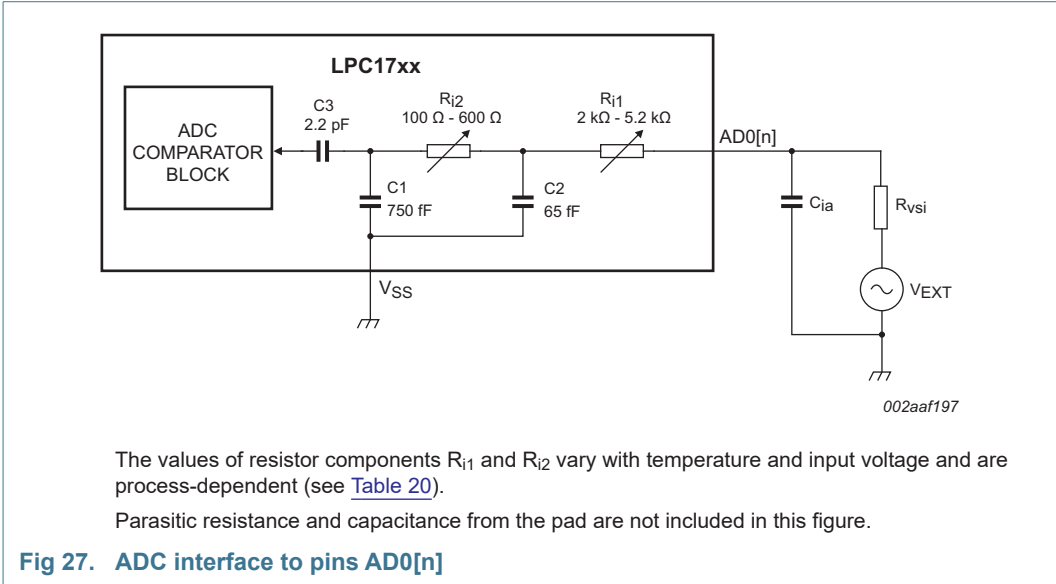 LPC17xx
ADC
COMPARATOR
BLOCK
C3
2.2 pF
Ri2
100 Ω - 600 Ω
Ri1
2 kΩ - 5.2 kΩ
AD0[n]
C1
750 fF
C2
65 fF
Cia
Rvsi
VSS
VEXT
002aaf197
The values of resistor components Ri1 and Ri2 vary with temperature and input voltage and are
process-dependent (see Table 20).
Parasitic resistance and capacitance from the pad are not included in this figure.
Fig 27. ADC interface to pins AD0[n]